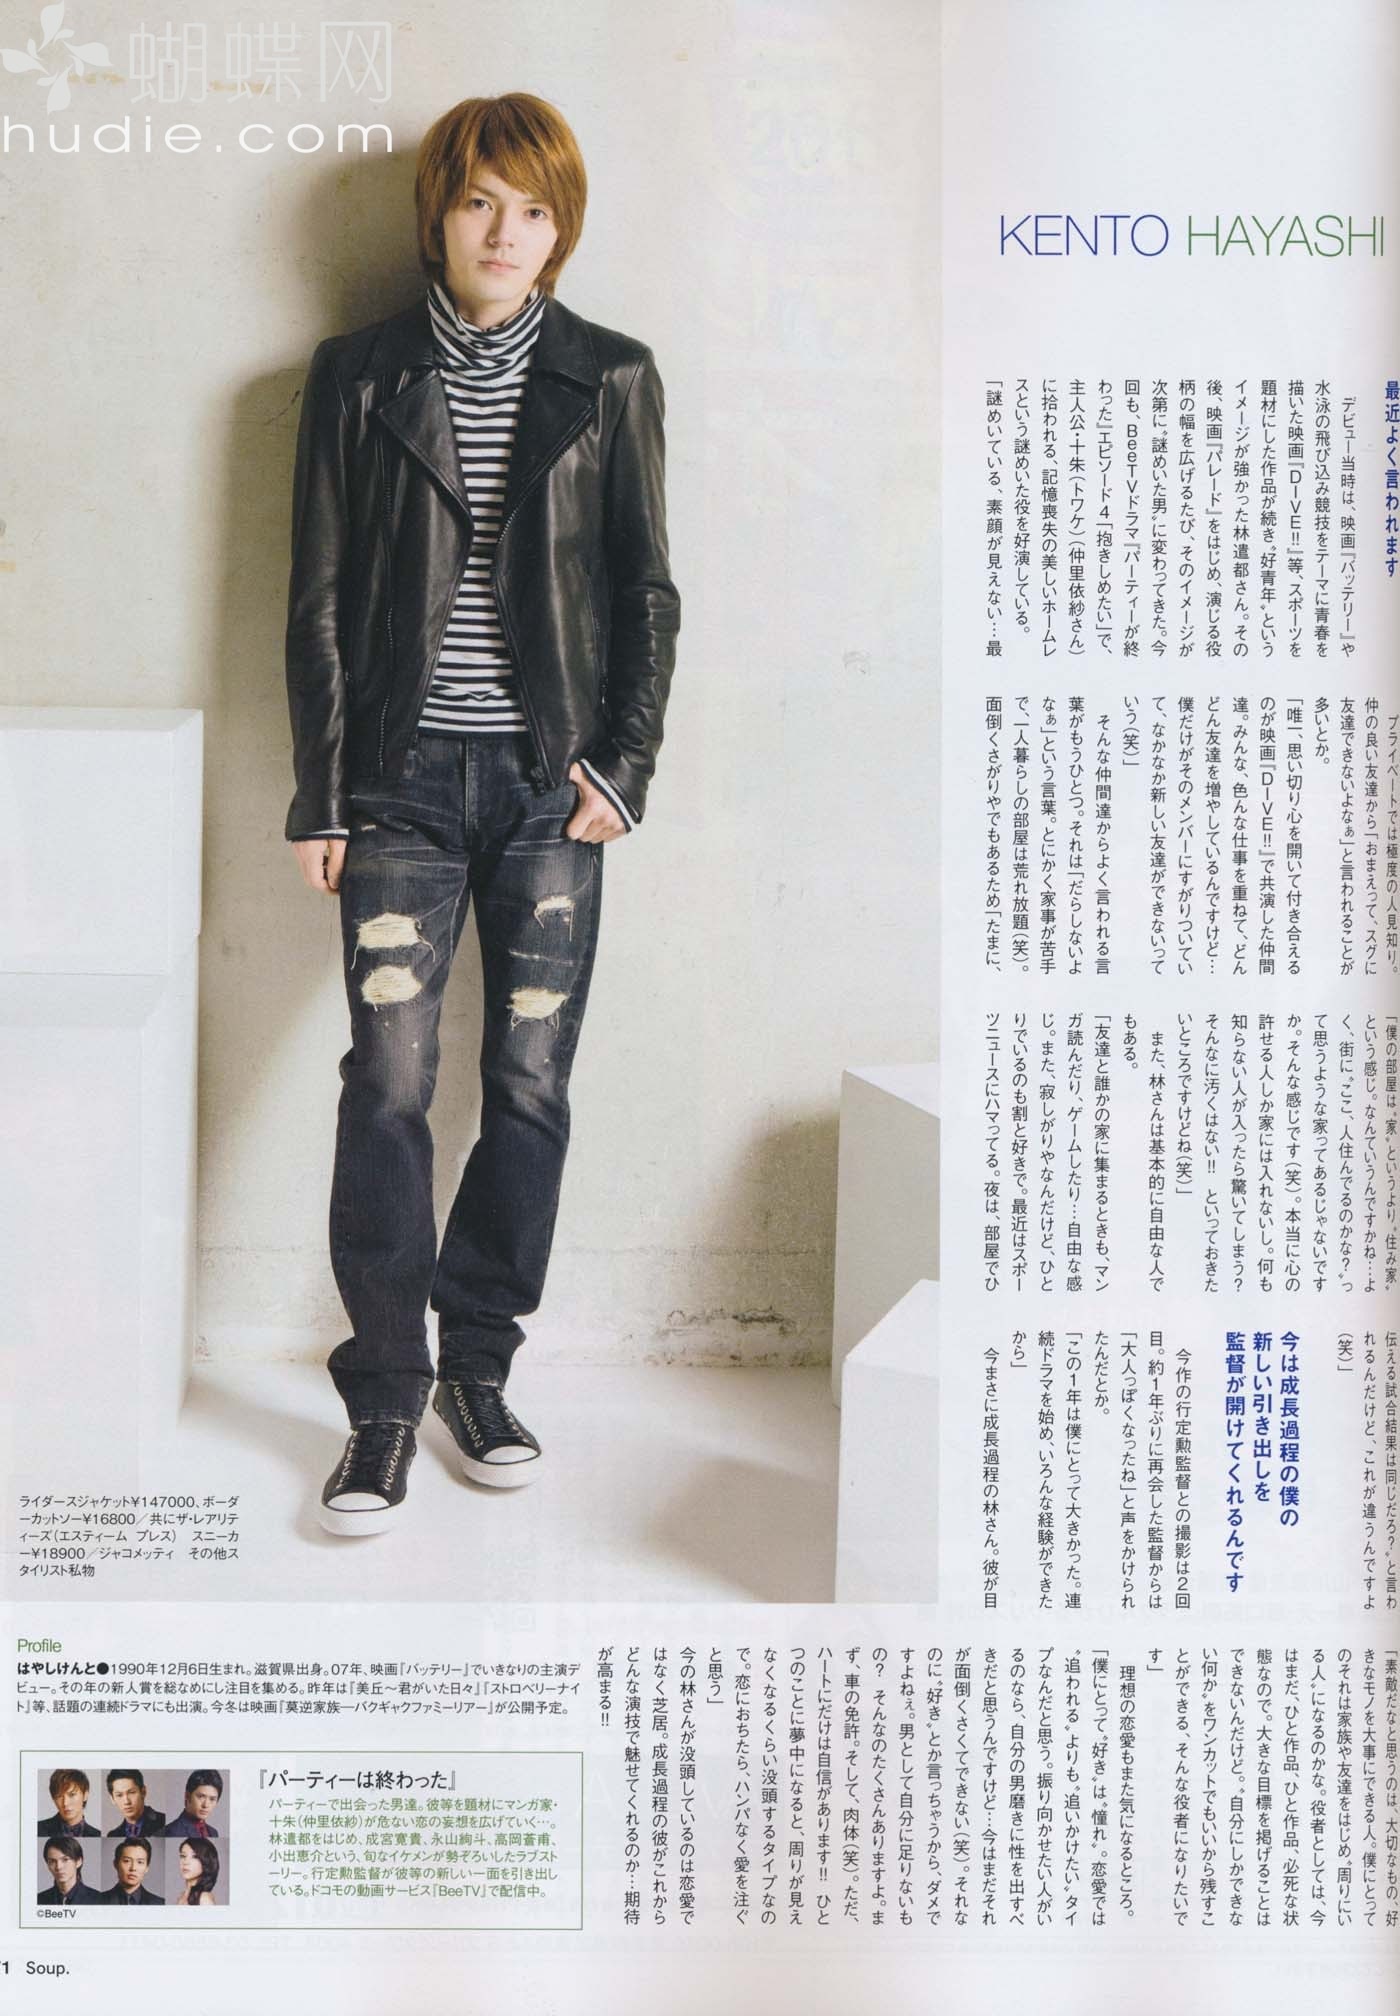 蝴蝶网
hudie.com
KENTO HAYASHI
最近よく言われます
デビュー当時は、映画『バッテリー』や
水泳の飛び込み競技をテーマに青春を
描いた映画『DIVE!!』等、スポーツを
題材にした作品が続き〝好青年〟という
イメージが強かった林遣都さん。その
後、映画『パレード』をはじめ、演じる役
柄の幅を広げるたび、そのイメージが
次第に〝謎めいた男〟に変わってきた。今
回も、BeeTVドラマ『パーティーが終
わった』エピソード4「抱きしめたい」で、
主人公・十朱(トワケ)(仲里依紗さん)
に拾われる、記憶喪失の美しいホームレ
スという謎めいた役を好演している。
「謎めいている、素顔が見えない…最
プライベートでは極度の人見知り。
仲の良い友達から「おまえって、スグに
友達できないよなぁ」と言われることが
多いとか。
「唯一、思い切り心を開いて付き合える
のが映画『DIVE!!』で共演した仲間
達。みんな、色んな仕事を重ねて、どん
どん友達を増やしているんですけど…
僕だけがそのメンバーにすがりついてい
て、なかなか新しい友達ができないって
いう(笑)」
そんな仲間達からよく言われる言
葉がもうひとつ。それは「だらしないよ
なぁ」という言葉。とにかく家事が苦手
で、一人暮らしの部屋は荒れ放題(笑)。
面倒くさがりやでもあるため「たまに、
「僕の部屋は〝家〟というより〝住み家〟
という感じ。なんていうんですかね…よ
く、街に〝ここ、人住んでるのかな?〟っ
て思うような家ってあるじゃないです
か。そんな感じです(笑)。本当に心の
許せる人しか家には入れないし。何も
知らない人が入ったら驚いてしまう?
そんなに汚くはない!! といっておきた
いところですけどね(笑)」
また、林さんは基本的に自由な人で
もある。
「友達と誰かの家に集まるときも、マン
ガ読んだり、ゲームしたり…自由な感
じ。また、寂しがりやなんだけど、ひと
りでいるのも割と好きで。最近はスポー
ツニュースにハマってる。夜は、部屋でひ
伝える試合結果は同じだろ?〟と言わ
れるんだけど、これが違うんですよ
(笑)」
今は成長過程の僕の
新しい引き出しを
監督が開けてくれるんです
今作の行定勲監督との撮影は2回
目。約1年ぶりに再会した監督からは
「大人っぽくなったね」と声をかけられ
たんだとか。
「この1年は僕にとって大きかった。連
続ドラマを始め、いろんな経験ができた
から」
今まさに成長過程の林さん。彼が目
「素敵だなと思うのは、大切なもの、好
きなモノを大事にできる人。僕にとって
のそれは家族や友達をはじめ〝周りにい
る人〟になるのかな。役者としては、今
はまだ、ひと作品、ひと作品、必死な状
態なので。大きな目標を掲げることは
できないんだけど。〝自分にしかできな
い何か〟をワンカットでもいいから残すこ
とができる、そんな役者になりたいで
す」
理想の恋愛もまた気になるところ。
「僕にとって〝好き〟は〝憧れ〟。恋愛では
〝追われる〟よりも〝追いかけたい〟タイ
プなんだと思う。振り向かせたい人がい
るのなら、自分の男磨きに性を出すべ
きだと思うんですけど…今はまだそれ
が面倒くさくてできない(笑)。それな
のに〝好き〟とか言っちゃうから、ダメで
すよねぇ。男として自分に足りないも
の? そんなのたくさんありますよ。ま
ず、車の免許。そして、肉体(笑)。ただ、
ハートにだけは自信があります!! ひと
つのことに夢中になると、周りが見え
なくなるくらい没頭するタイプなの
で。恋におちたら、ハンパなく愛を注ぐ
と思う」
今の林さんが没頭しているのは恋愛で
はなく芝居。成長過程の彼がこれから
どんな演技で魅せてくれるのか…期待
が高まる!!
ライダースジャケット¥147000、ボーダ
ーカットソー¥16800／共にザ・レアリテ
ィーズ(エスティーム プレス) スニーカ
ー¥18900／ジャコメッティ その他ス
タイリスト私物
Profile
はやしけんと●1990年12月6日生まれ。滋賀県出身。07年、映画『バッテリー』でいきなりの主演デ
ビュー。その年の新人賞を総なめにし注目を集める。昨年は『美丘〜君がいた日々』『ストロベリーナイ
ト』等、話題の連続ドラマにも出演。今冬は映画『莫逆家族―バクギャクファミーリアー』が公開予定。
『パーティーは終わった』
パーティーで出会った男達。彼等を題材にマンガ家・
十朱(仲里依紗)が危ない恋の妄想を広げていく…。
林遣都をはじめ、成宮寛貴、永山絢斗、高岡蒼甫、
小出恵介という、旬なイケメンが勢ぞろいしたラブスト
ーリー。行定勲監督が彼等の新しい一面を引き出し
ている。ドコモの動画サービス『BeeTV』で配信中。
©BeeTV
1 Soup.